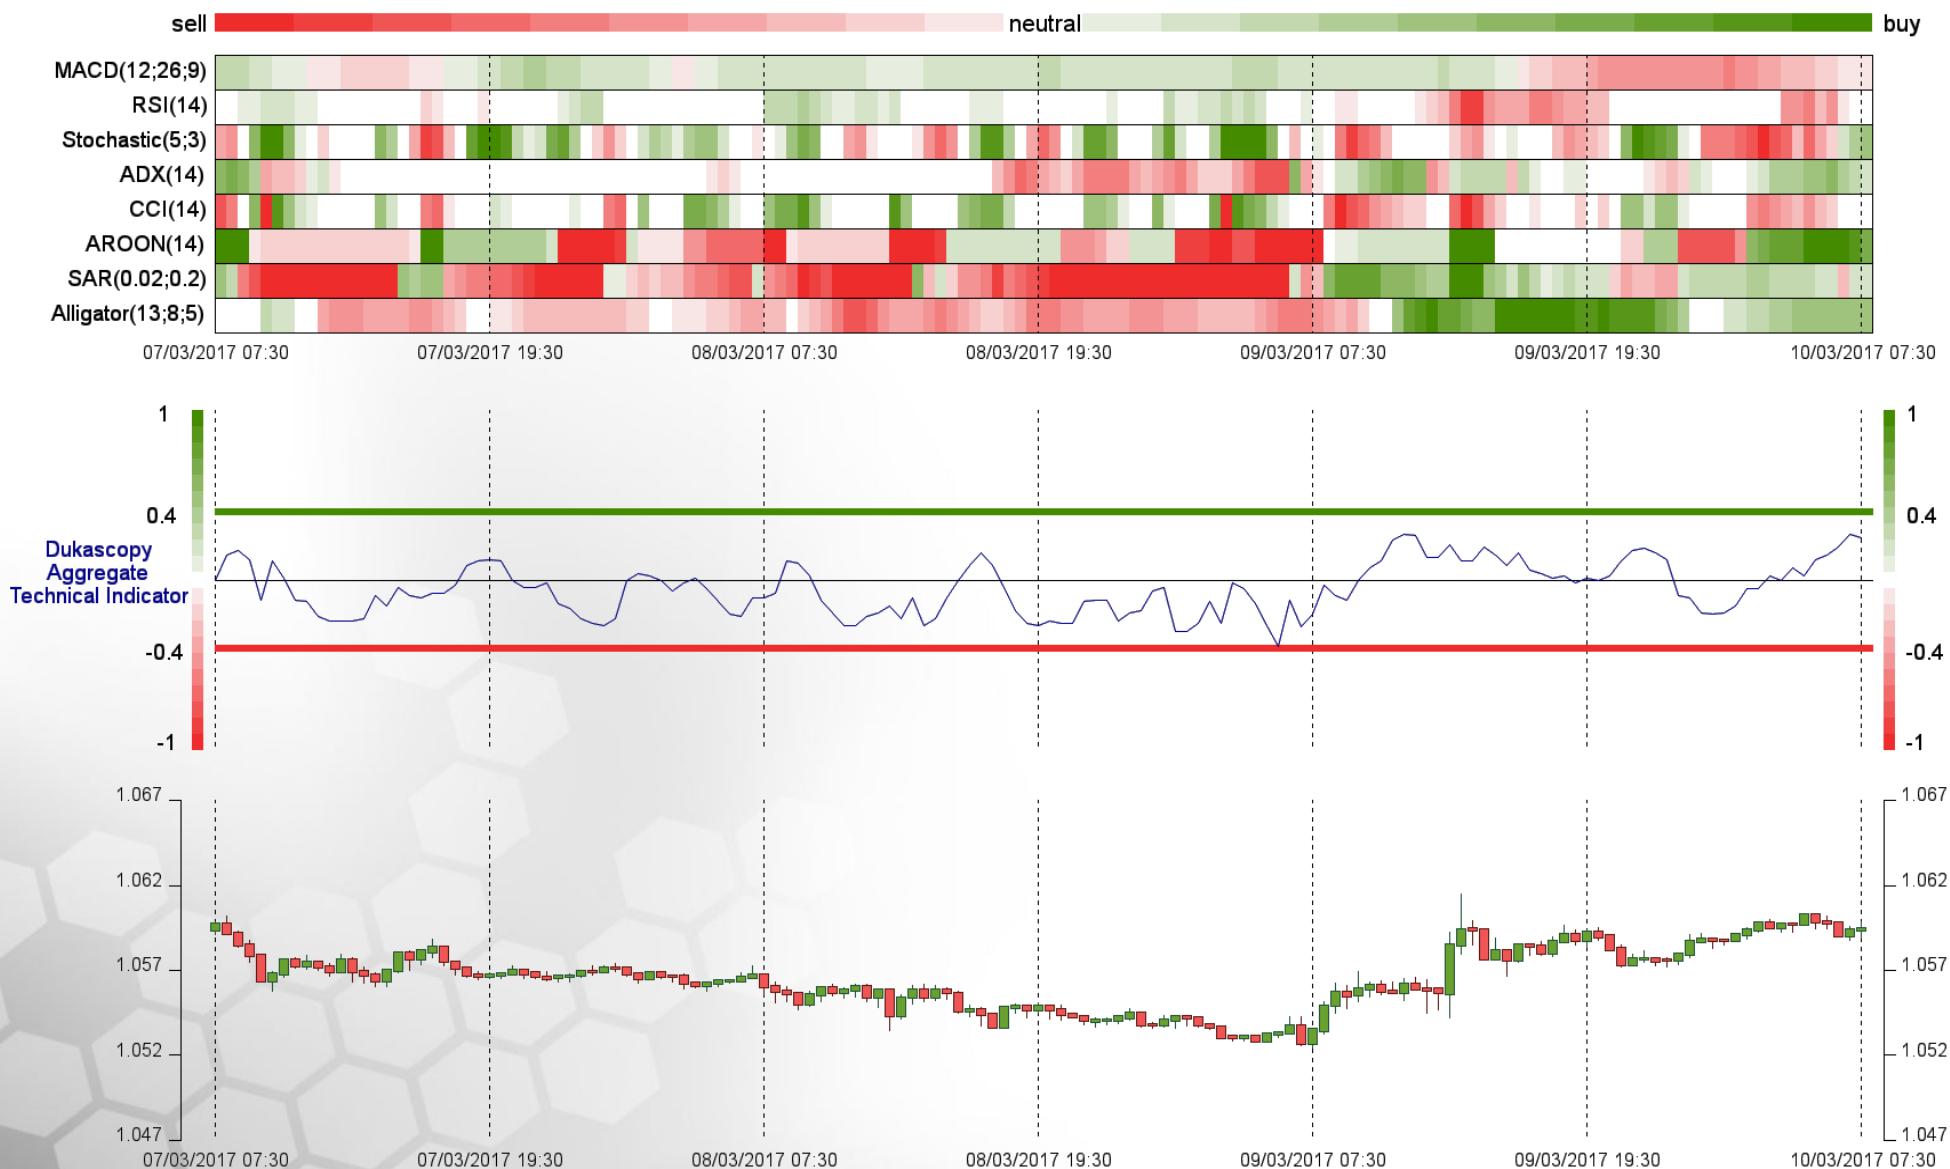 sell neutral buy
MACD(12;26;9)
RSI(14)
Stochastic(5;3)
ADX(14)
CCI(14)
AROON(14)
SAR(0.02;0.2)
Alligator(13;8;5)
07/03/2017 07:30 07/03/2017 19:30 08/03/2017 07:30 08/03/2017 19:30 09/03/2017 07:30 09/03/2017 19:30 10/03/2017 07:30
1 1
0.4 0.4
Dukascopy
Aggregate
Technical Indicator
-0.4 -0.4
-1 -1
1.067 1.067
1.062 1.062
1.057 1.057
1.052 1.052
1.047 1.047
07/03/2017 07:30 07/03/2017 19:30 08/03/2017 07:30 08/03/2017 19:30 09/03/2017 07:30 09/03/2017 19:30 10/03/2017 07:30